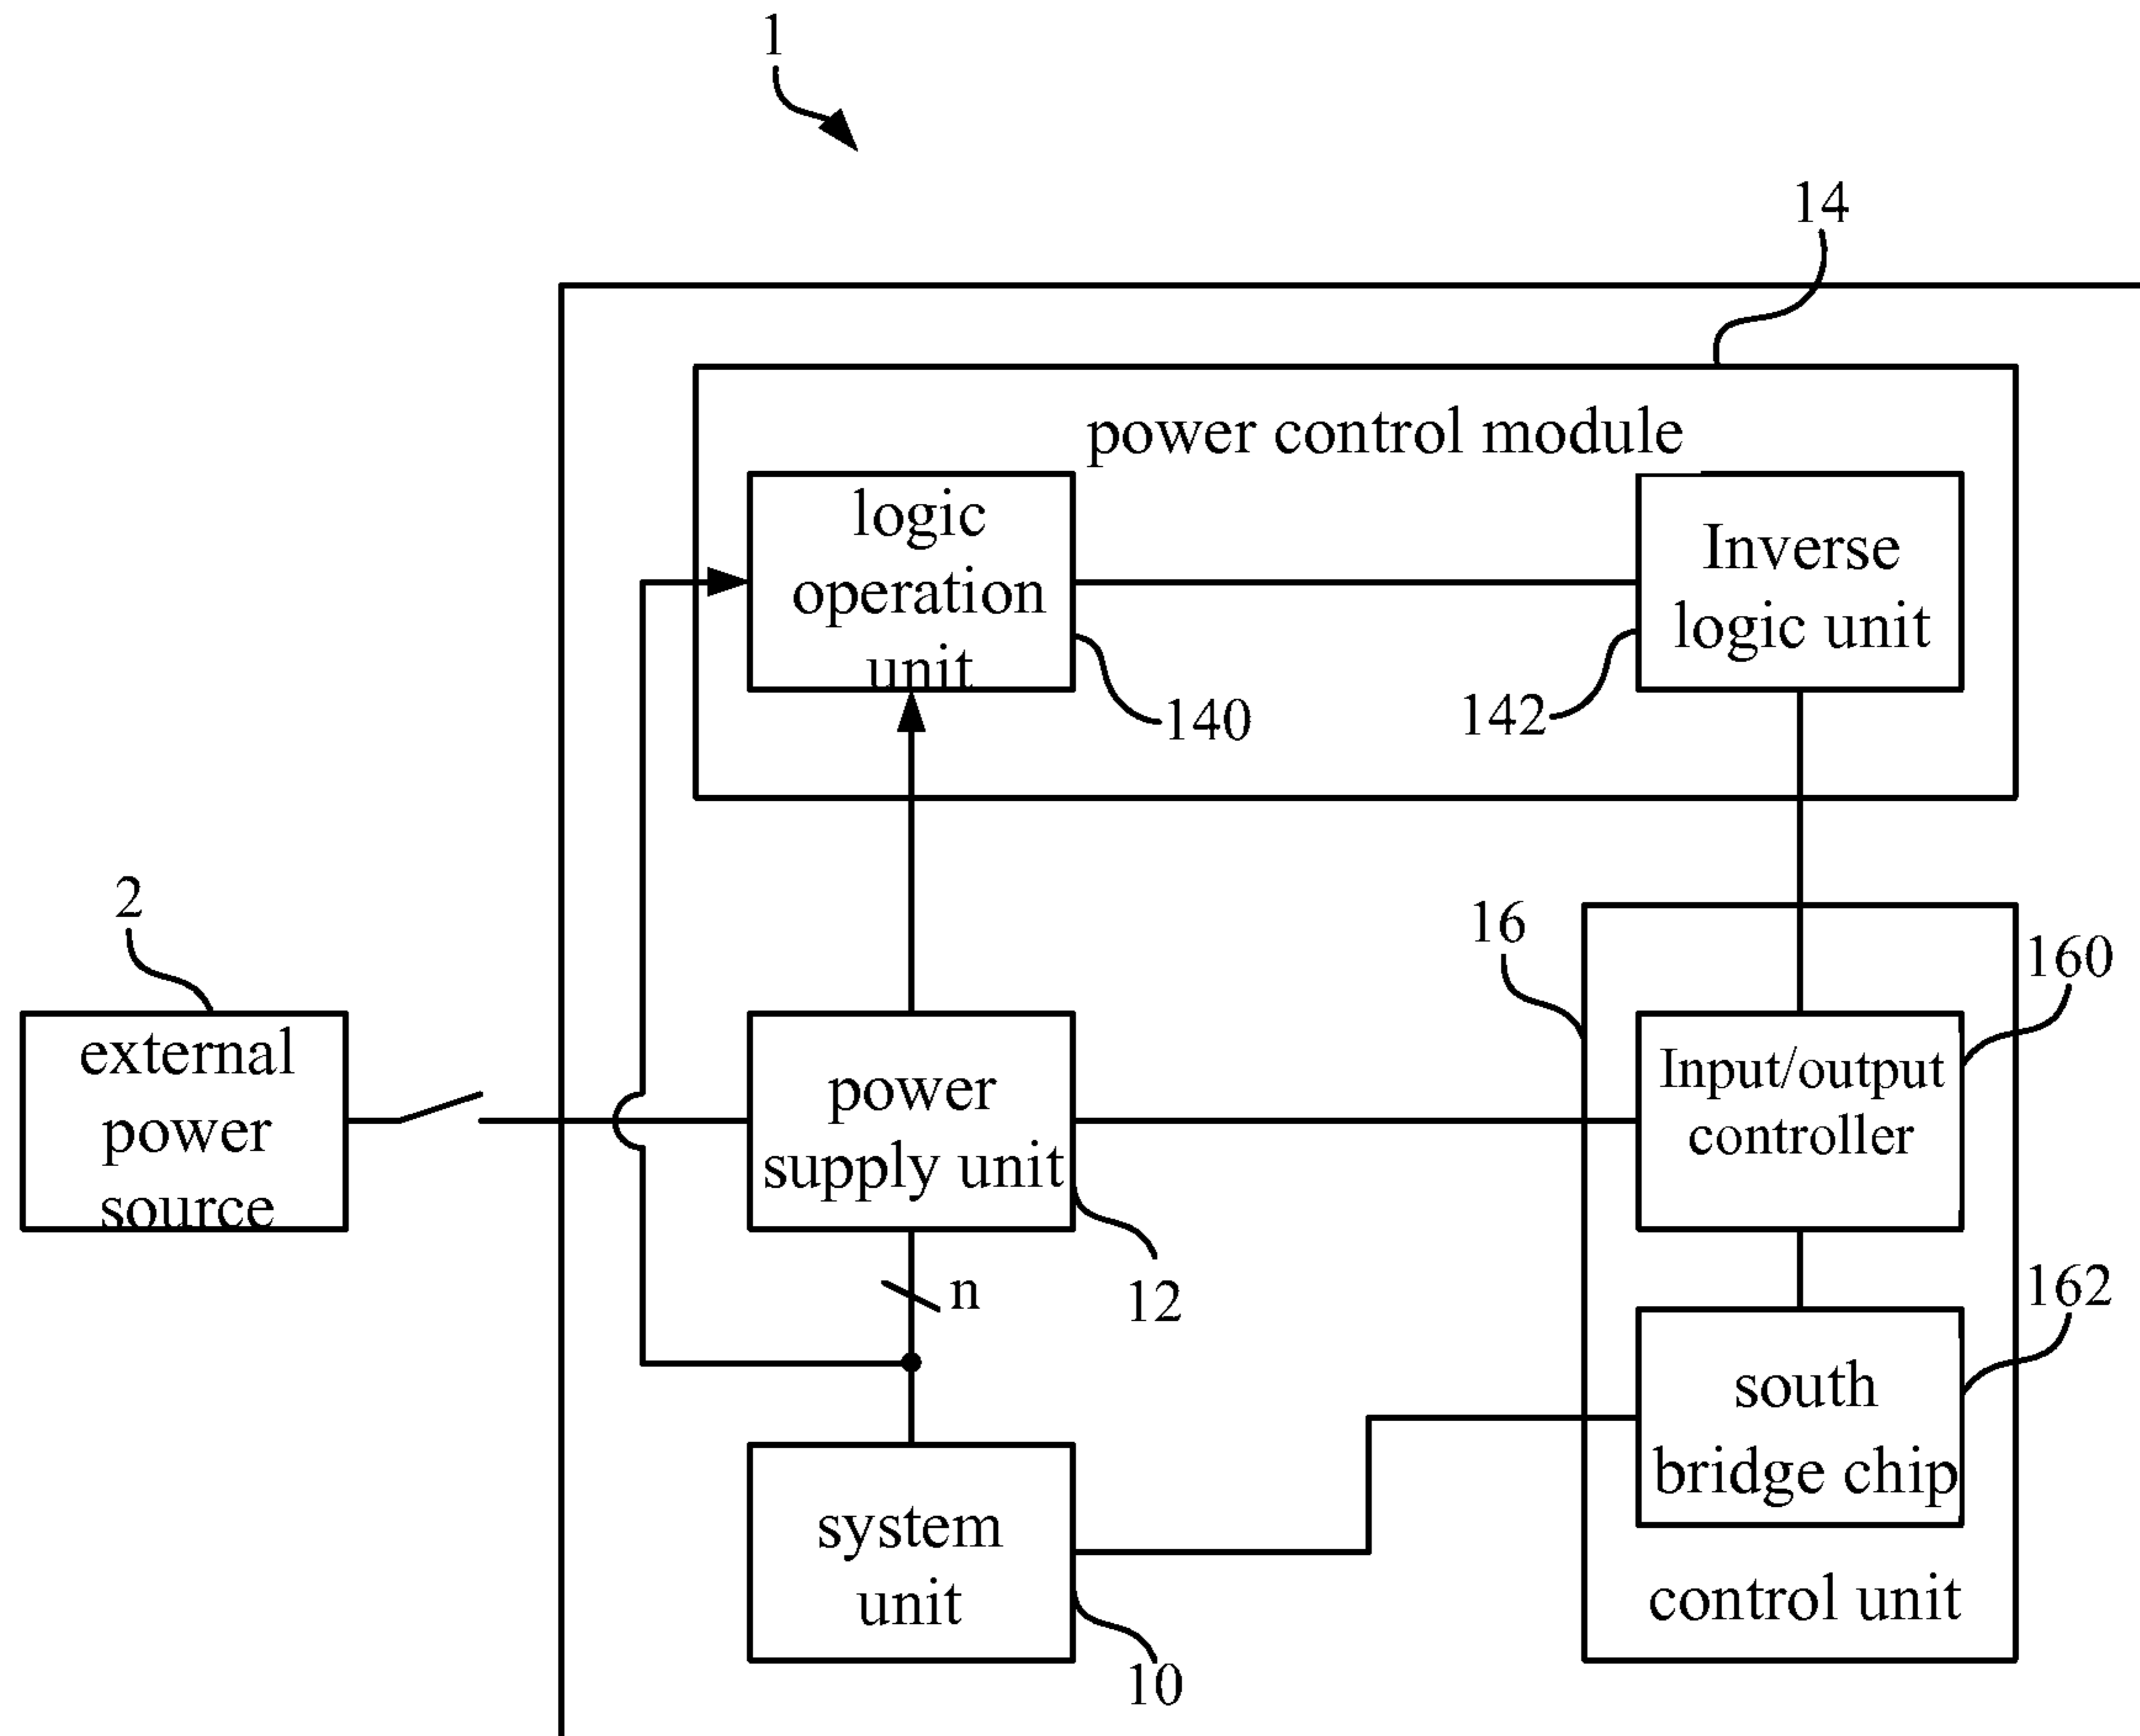 1
14
power control module
logic
operation
unit
Inverse
logic unit
140
142
2
16
160
external
power
source
power
supply unit
Input/output
controller
n
12
162
south
bridge chip
system
unit
control unit
10